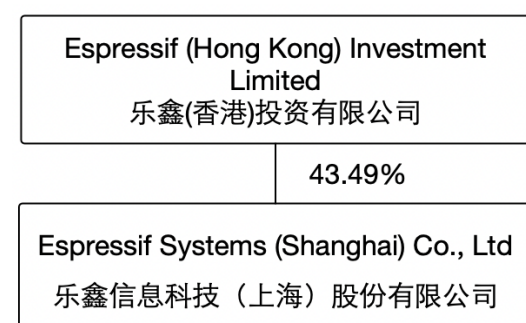 Espressif (Hong Kong) Investment
Limited
乐鑫(香港)投资有限公司
43.49%
Espressif Systems (Shanghai) Co., Ltd
乐鑫信息科技（上海）股份有限公司